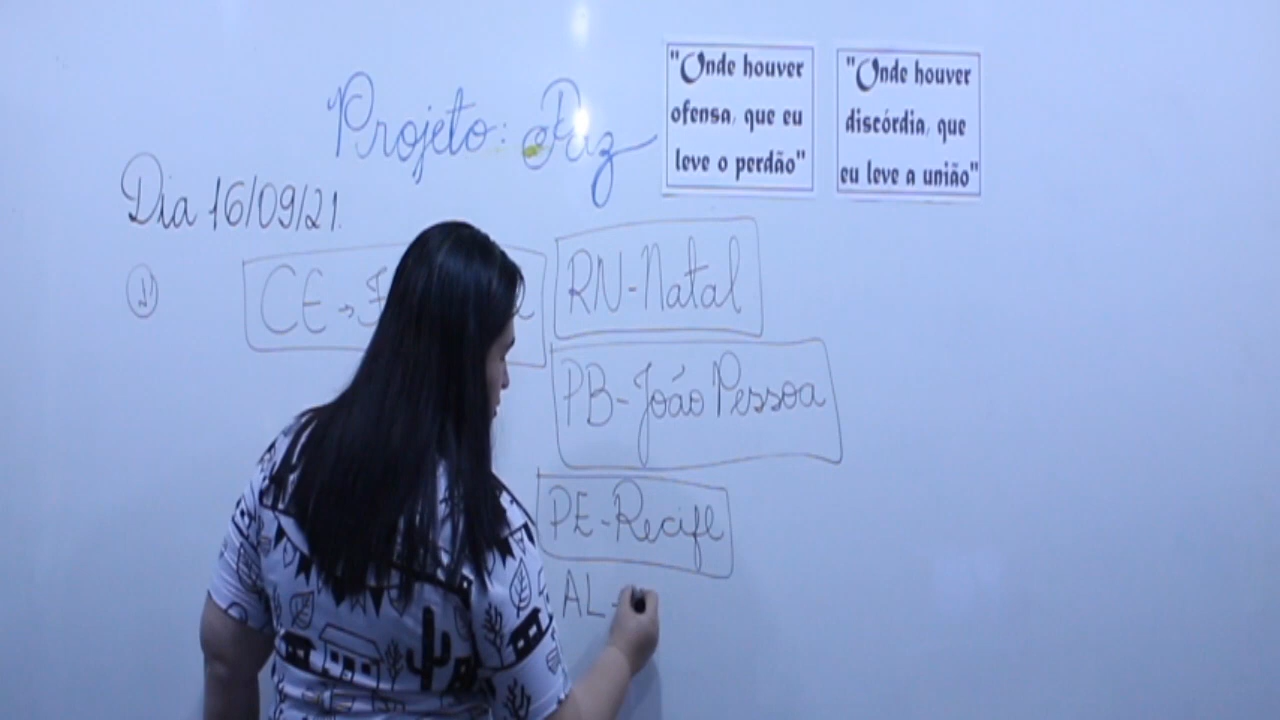 Projeto: Paz
"Onde houver
ofensa, que eu
leve o perdão"
"Onde houver
discórdia, que
eu leve a união"
Dia 16/09/21.
CE →
RN-Natal
PB-João Pessoa
PE-Recife
AL-